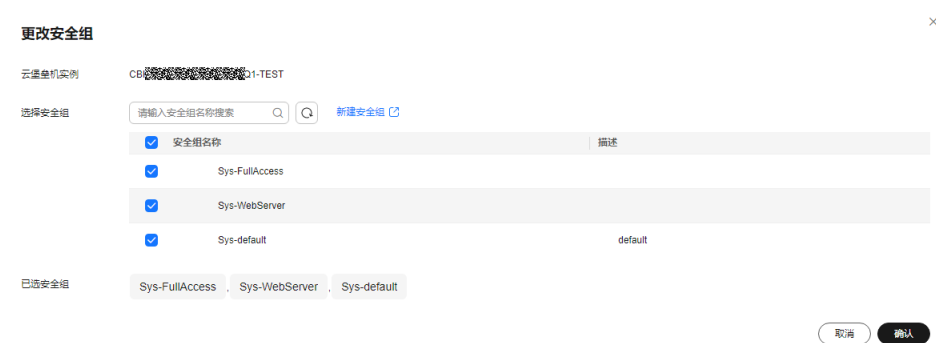 更改安全组
云堡垒机实例 CB Q1-TEST
选择安全组 请输入安全组名称搜索 新建安全组
安全组名称 描述
Sys-FullAccess
Sys-WebServer
Sys-default default
已选安全组 Sys-FullAccess , Sys-WebServer , Sys-default
取消 确认